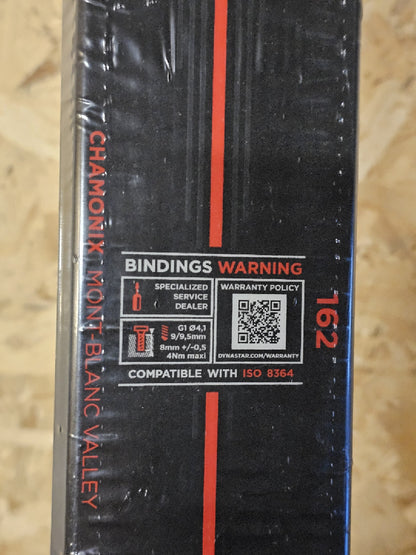 CHAMONIX MONT-BLANC VALLEY
BINDINGS WARNING
SPECIALIZED
SERVICE
DEALER
G1 Ø4,1
9/9,5mm
8mm +/-0,5
4Nm maxi
WARRANTY POLICY
DYNASTAR.COM/WARRANTY
COMPATIBLE WITH ISO 8364
162